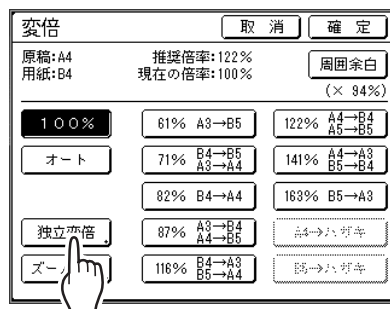 変倍
取 消
確 定
原稿:A4
用紙:B4
推奨倍率:122%
現在の倍率:100%
周囲余白
(× 94%)
100%
61% A3→B5
122% A4→B4 A5→B5
オート
71% B4→B5 A3→A4
141% A4→A3 B5→B4
82% B4→A4
163% B5→A3
独立変倍
87% A3→B4 A4→B5
A4→ハガキ
ズー
116% B4→A3 B5→A4
B5→ハガキ